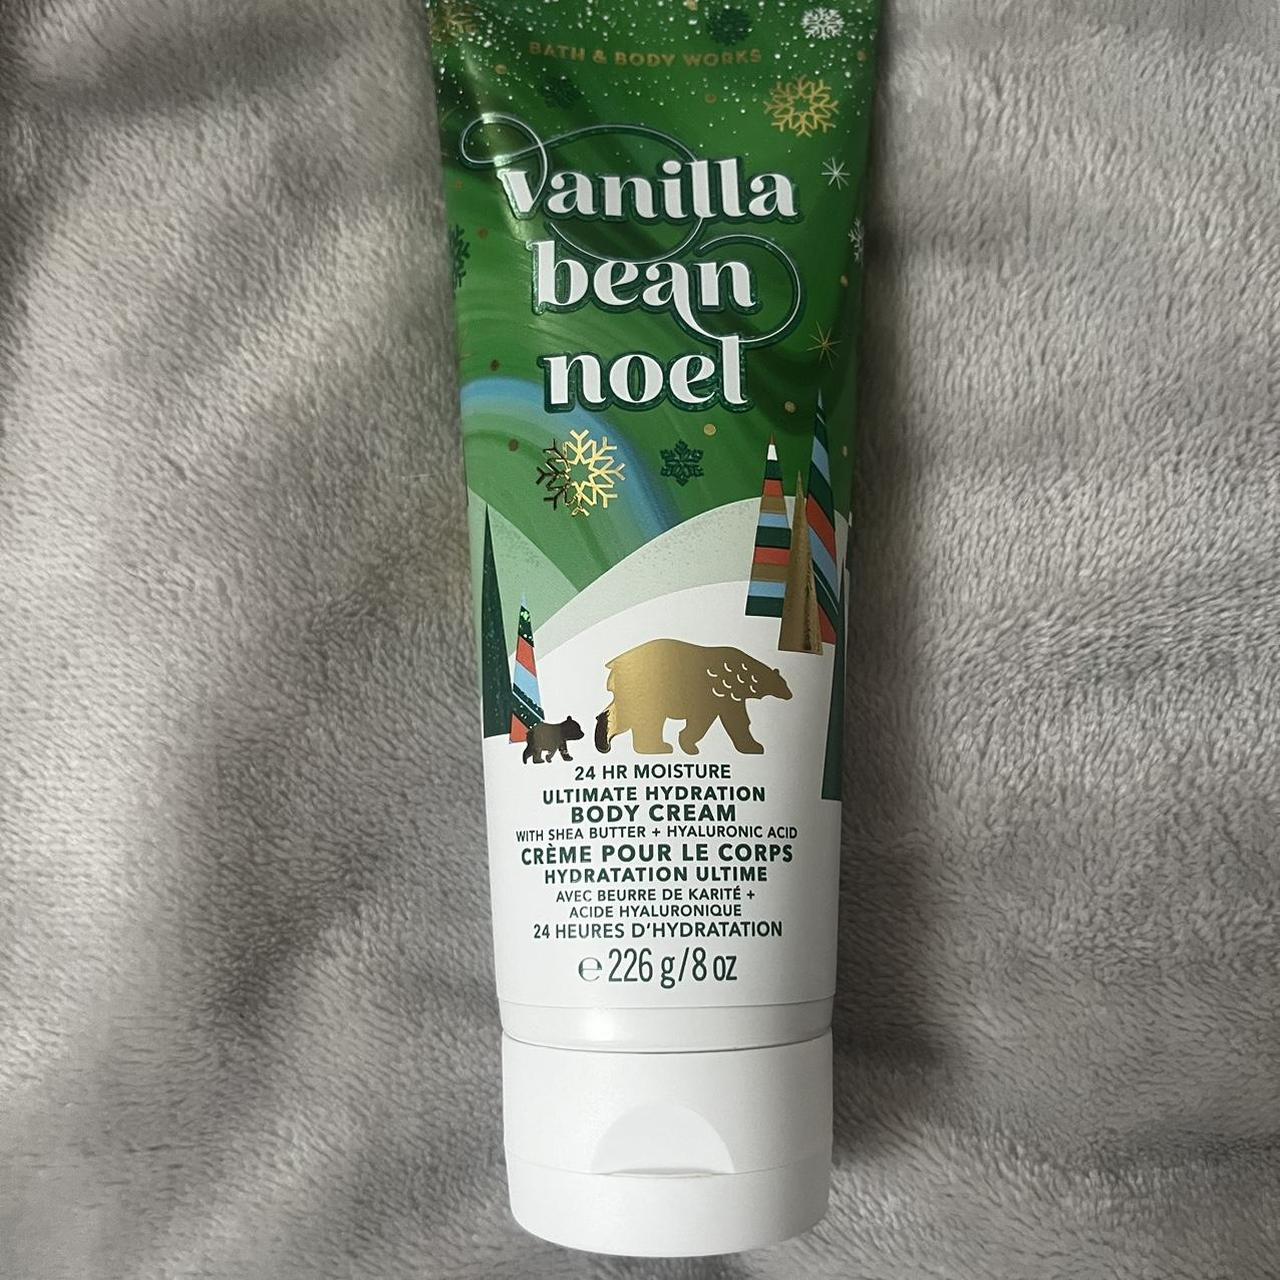 BATH & BODY WORKS
vanilla
bean
noel
24 HR MOISTURE
ULTIMATE HYDRATION
BODY CREAM
WITH SHEA BUTTER + HYALURONIC ACID
CRÈME POUR LE CORPS
HYDRATATION ULTIME
AVEC BEURRE DE KARITÉ +
ACIDE HYALURONIQUE
24 HEURES D'HYDRATATION
℮ 226 g/8 oz